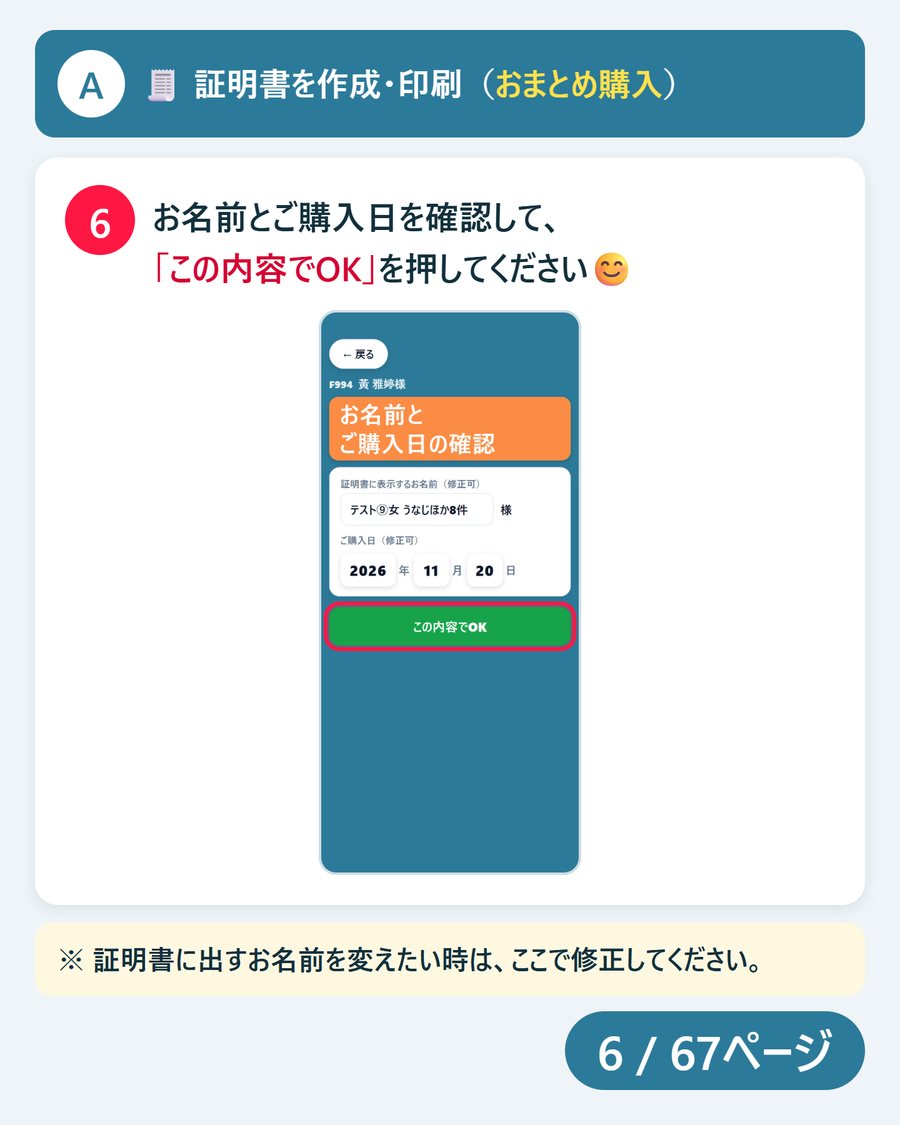 A 証明書を作成・印刷（おまとめ購入）
6 お名前とご購入日を確認して、
「この内容でOK」を押してください😊
← 戻る
F994 黃 雅婷様
お名前と
ご購入日の確認
証明書に表示するお名前（修正可）
テスト⑨女 うなじほか8件 様
ご購入日（修正可）
2026 年 11 月 20 日
この内容でOK
※ 証明書に出すお名前を変えたい時は、ここで修正してください。
6 / 67ページ